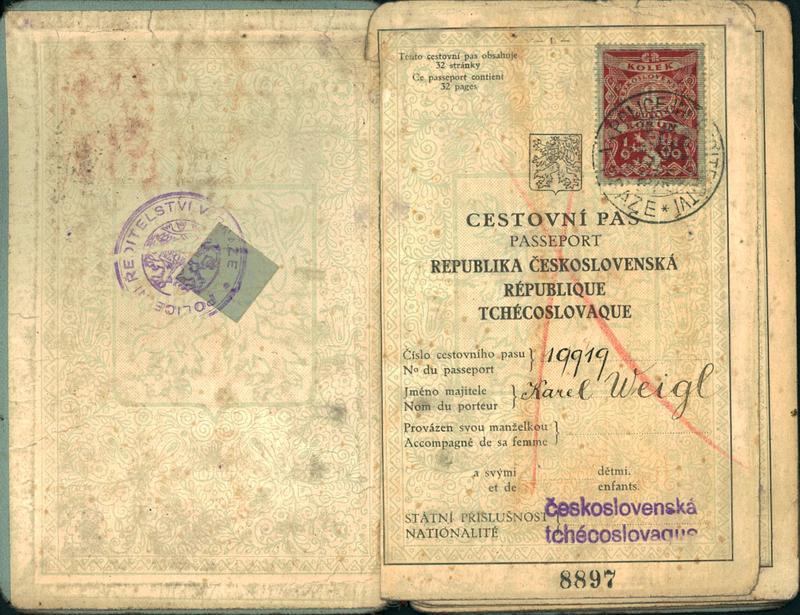 POLICEJNÍ ŘEDITELSTVÍ V PRAZE
Tento cestovní pas obsahuje
32 stránky
Ce passeport contient
32 pages
KOLEK
CESTOVNÍ PAS
PASSEPORT
REPUBLIKA ČESKOSLOVENSKÁ
RÉPUBLIQUE
TCHÉCOSLOVAQUE
Číslo cestovního pasu } 19919
No du passeport
Jméno majitele } Karel Weigl
Nom du porteur
Provázen svou manželkou }
Accompagné de sa femme
a svými dětmi.
et de enfants.
STÁTNÍ PŘÍSLUŠNOST } československá
NATIONALITÉ tchécoslovaque
8897